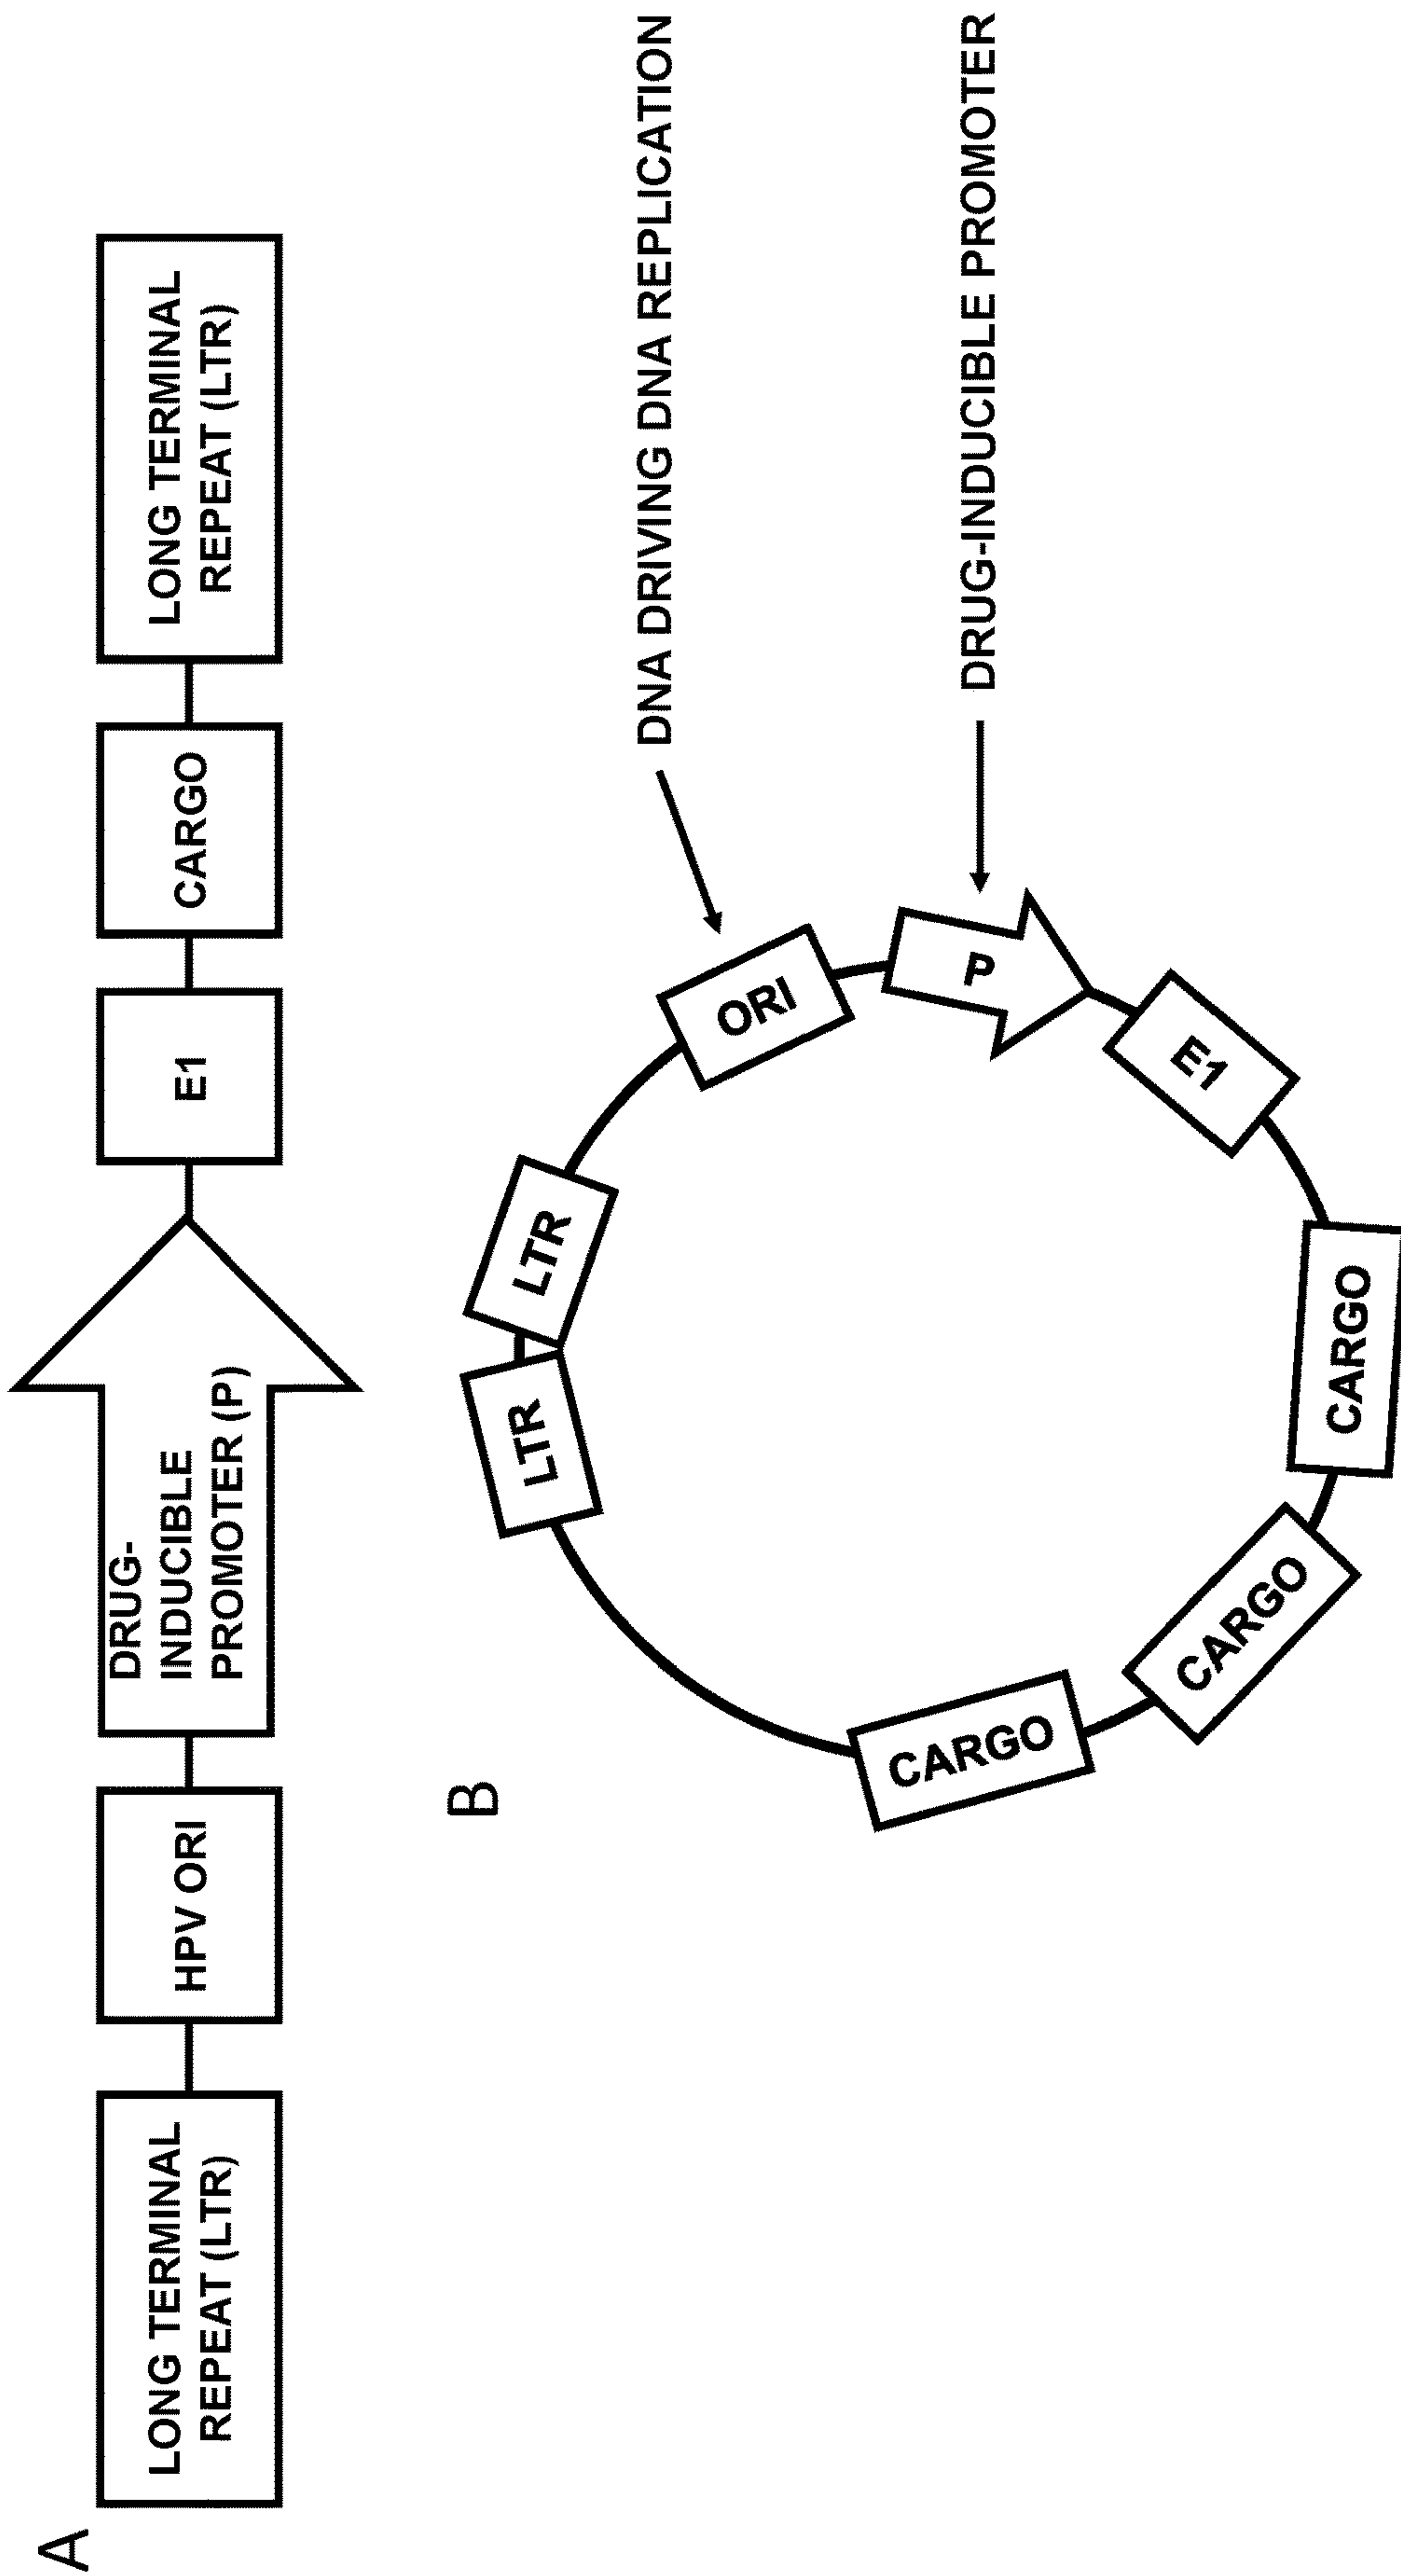 A
LONG TERMINAL
REPEAT (LTR)
HPV ORI
DRUG-
INDUCIBLE
PROMOTER (P)
E1
CARGO
LONG TERMINAL
REPEAT (LTR)
B
LTR
LTR
ORI
DNA DRIVING DNA REPLICATION
P
DRUG-INDUCIBLE PROMOTER
E1
CARGO
CARGO
CARGO